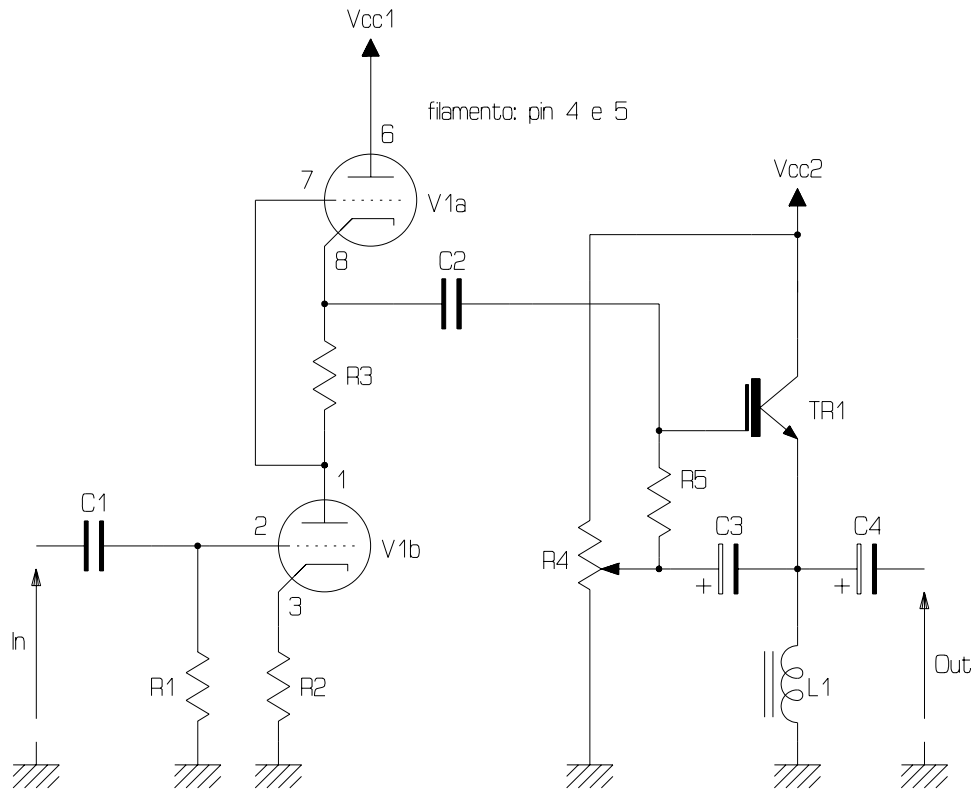 Vcc1
filamento: pin 4 e 5
6
7
V1a
Vcc2
8
C2
R3
TR1
1
R5
C1
2
V1b
C3
C4
R4
+
+
3
In
R1
R2
L1
Out